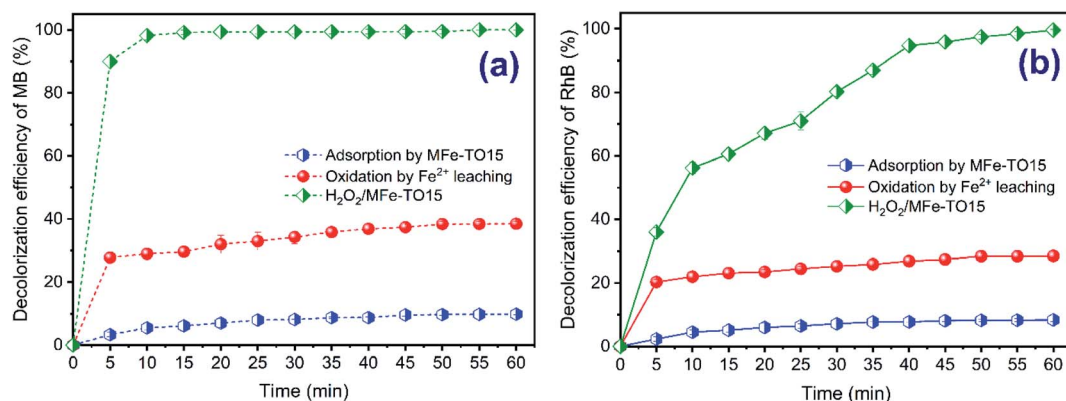 (a)
Decolorization efficiency of MB (%)
100
80
60
40
20
0
Adsorption by MFe-TO15
Oxidation by Fe²⁺ leaching
H₂O₂/MFe-TO15
0 5 10 15 20 25 30 35 40 45 50 55 60
Time (min)
(b)
Decolorization efficiency of RhB (%)
100
80
60
40
20
0
Adsorption by MFe-TO15
Oxidation by Fe²⁺ leaching
H₂O₂/MFe-TO15
0 5 10 15 20 25 30 35 40 45 50 55 60
Time (min)